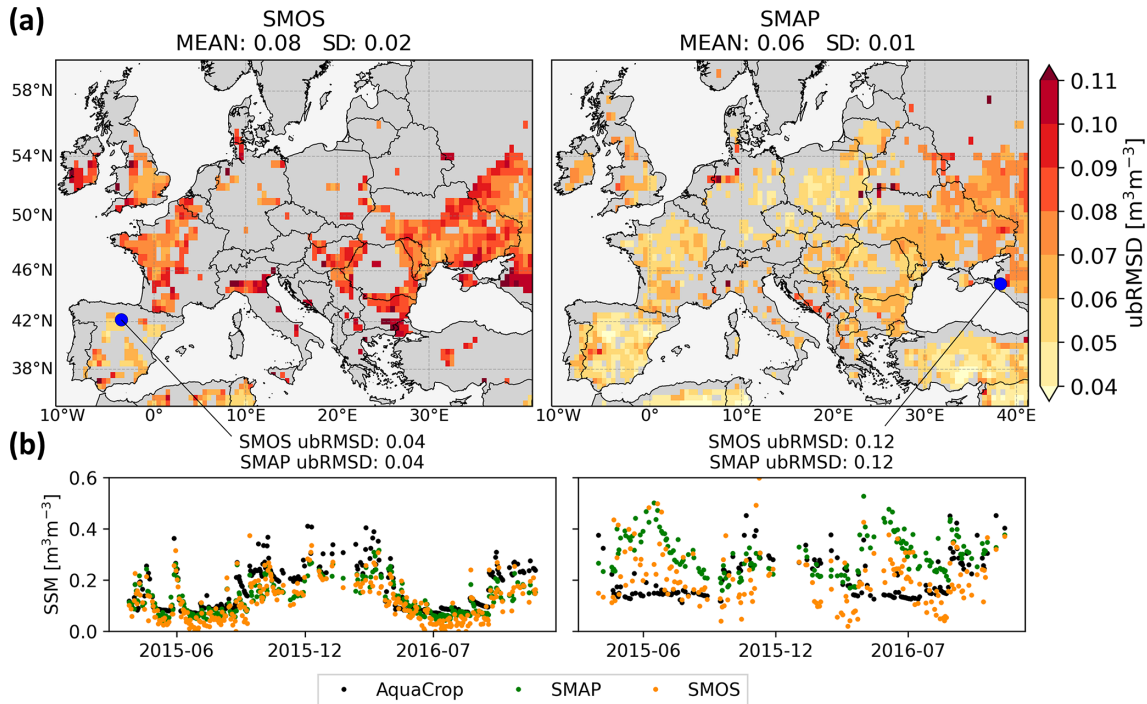 (a)
SMOS
MEAN: 0.08 SD: 0.02
SMAP
MEAN: 0.06 SD: 0.01
58°N
54°N
50°N
46°N
42°N
38°N
10°W 0° 10°E 20°E 30°E
10°W 0° 10°E 20°E 30°E 40°E
0.11
0.10
0.09
0.08
0.07
0.06
0.05
0.04
ubRMSD [m³m⁻³]
(b)
SMOS ubRMSD: 0.04
SMAP ubRMSD: 0.04
SMOS ubRMSD: 0.12
SMAP ubRMSD: 0.12
SSM [m³m⁻³]
0.6
0.4
0.2
0.0
2015-06 2015-12 2016-07
2015-06 2015-12 2016-07
AquaCrop SMAP SMOS